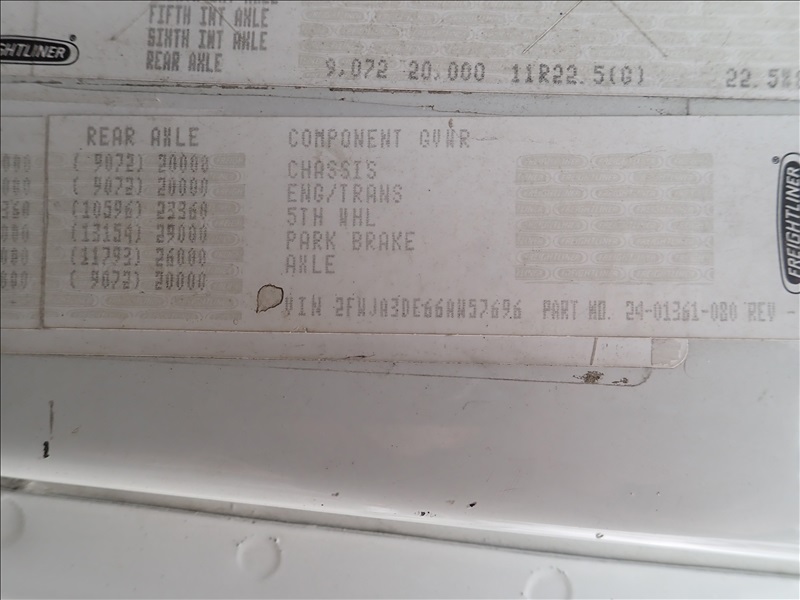 FIFTH INT AXLE
SIXTH INT AXLE
REAR AXLE 9,072 20,000 11R22.5(G) 22.5
FREIGHTLINER
REAR AXLE
( 9072) 20000
( 9072) 20000
(10596) 23360
(13154) 29000
(11793) 26000
( 9072) 20000
COMPONENT GVWR
CHASSIS
ENG/TRANS
5TH WHL
PARK BRAKE
AXLE
VIN 2FWJA3DE66AW57696 PART NO. 24-01361-080 REV -
FREIGHTLINER